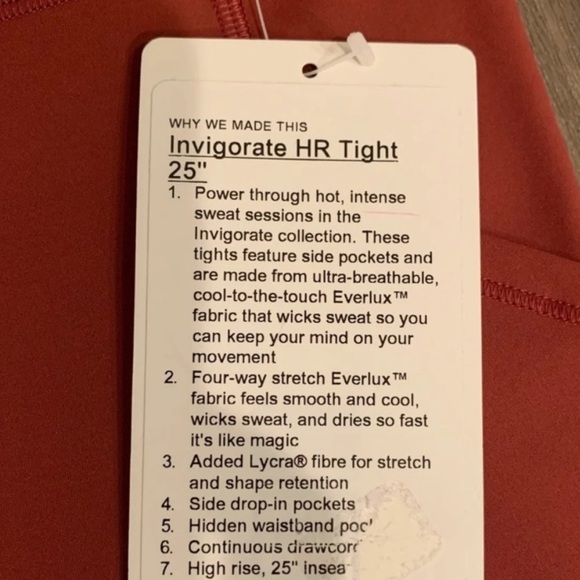 WHY WE MADE THIS
Invigorate HR Tight
25"
1. Power through hot, intense
sweat sessions in the
Invigorate collection. These
tights feature side pockets and
are made from ultra-breathable,
cool-to-the-touch Everlux™
fabric that wicks sweat so you
can keep your mind on your
movement
2. Four-way stretch Everlux™
fabric feels smooth and cool,
wicks sweat, and dries so fast
it's like magic
3. Added Lycra® fibre for stretch
and shape retention
4. Side drop-in pockets
5. Hidden waistband
6. Continuous
7. High rise, 25"